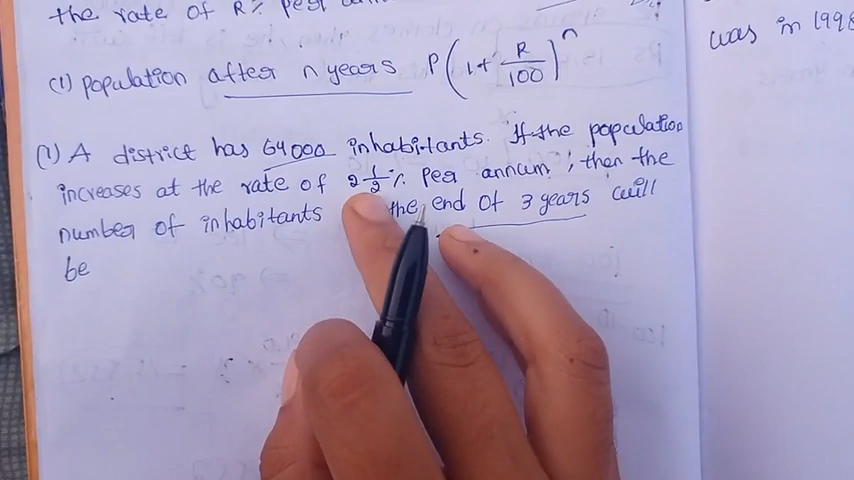 the rate of R% per
(1) Population after n years P(1+ R/100)^n
was in 1998
(1) A district has 64000 inhabitants. If the population
increases at the rate of 2 1/2 % Per annum, then the
number of inhabitants the end of 3 years will
be